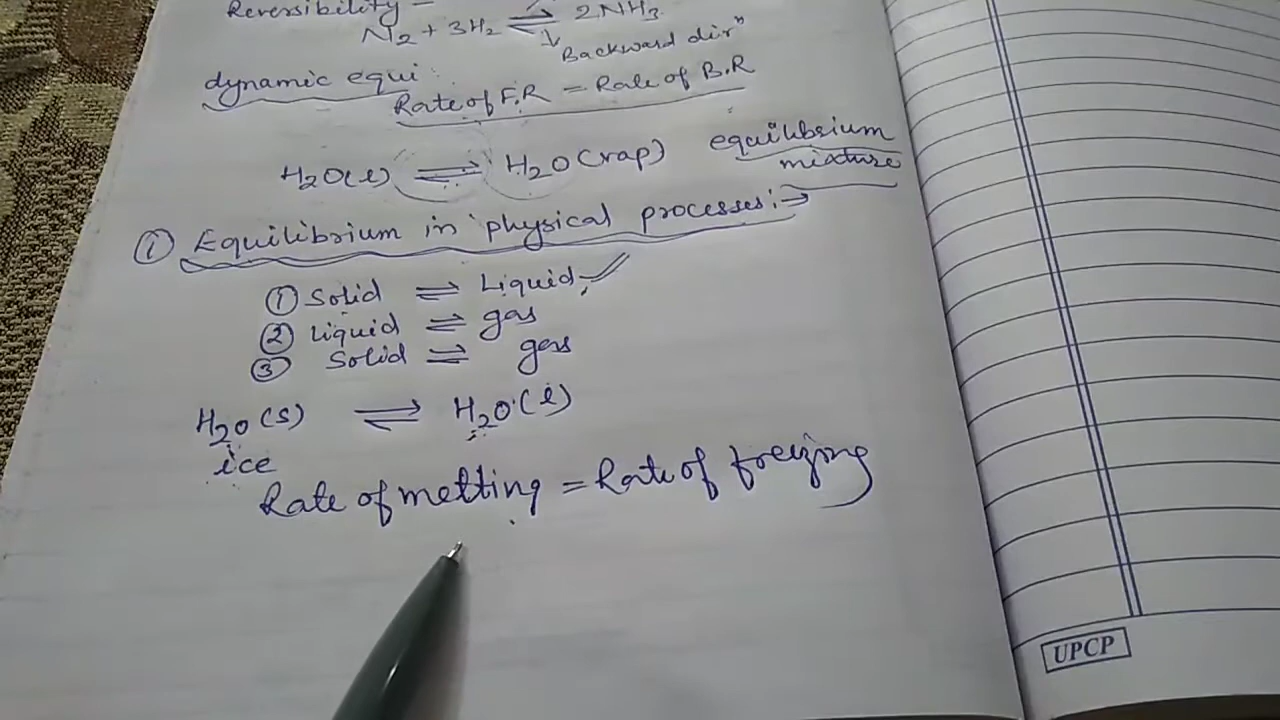 Reversibility -
N2 + 3H2 ⇌ 2NH3
Backward dirⁿ
dynamic equi :
Rate of F.R = Rate of B.R
H2O(l) ⇌ H2O(vap) equilibrium
mixture
① Equilibrium in physical processes :→
① Solid ⇌ Liquid ✓
② Liquid ⇌ gas
③ Solid ⇌ gas
H2O(s) ⇌ H2O(l)
ice
Rate of melting = Rate of freezing
UPCP